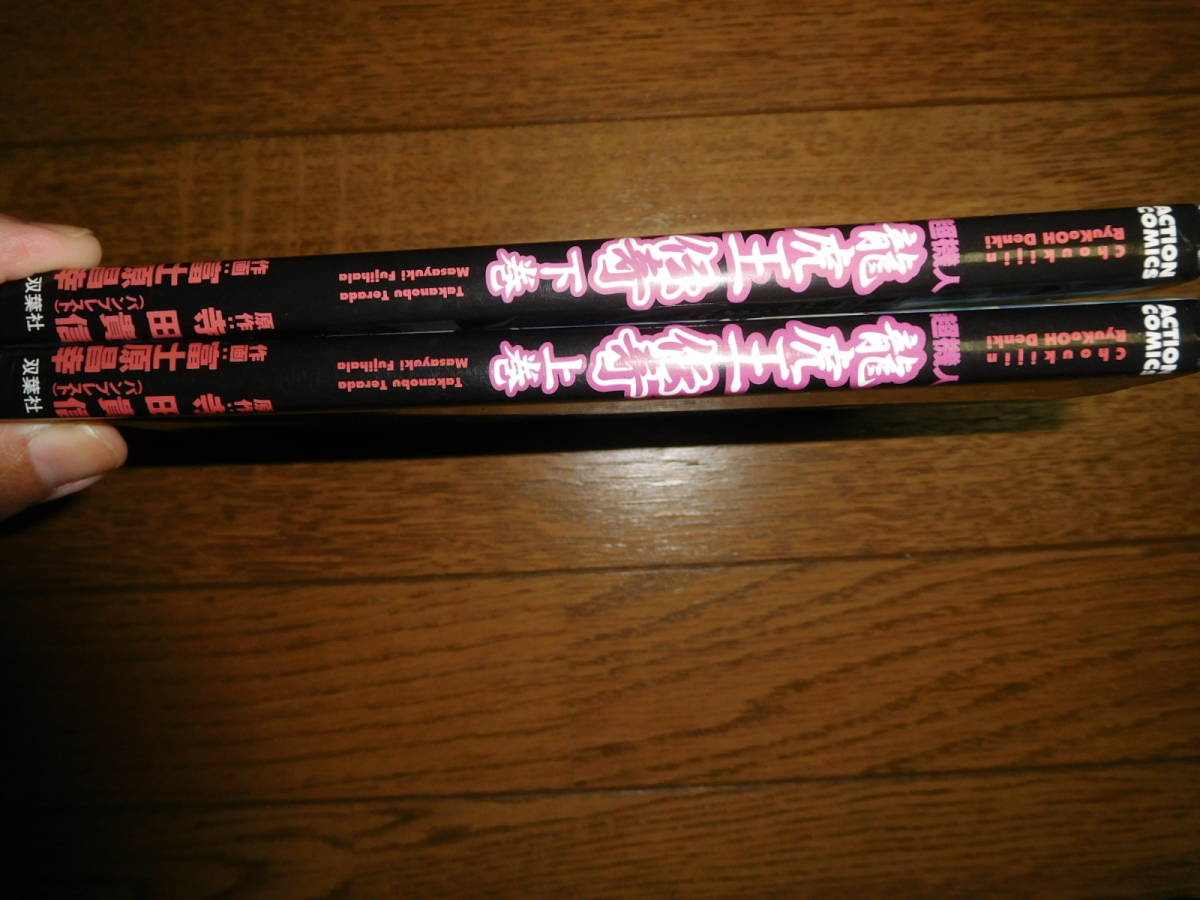 ACTION
COMICS
Choukijin
RyuKoOH Denki
超機人
龍虎王伝奇 下巻
Takanobu Terada
Masayuki Fujihala
原作:寺田貴信
(バンプレスト)
作画:富士原昌幸
双葉社
ACTION
COMICS
Choukijin
RyuKoOH Denki
超機人
龍虎王伝奇 上巻
Takanobu Terada
Masayuki Fujihala
原作:寺田貴信
(バンプレスト)
作画:富士原昌幸
双葉社